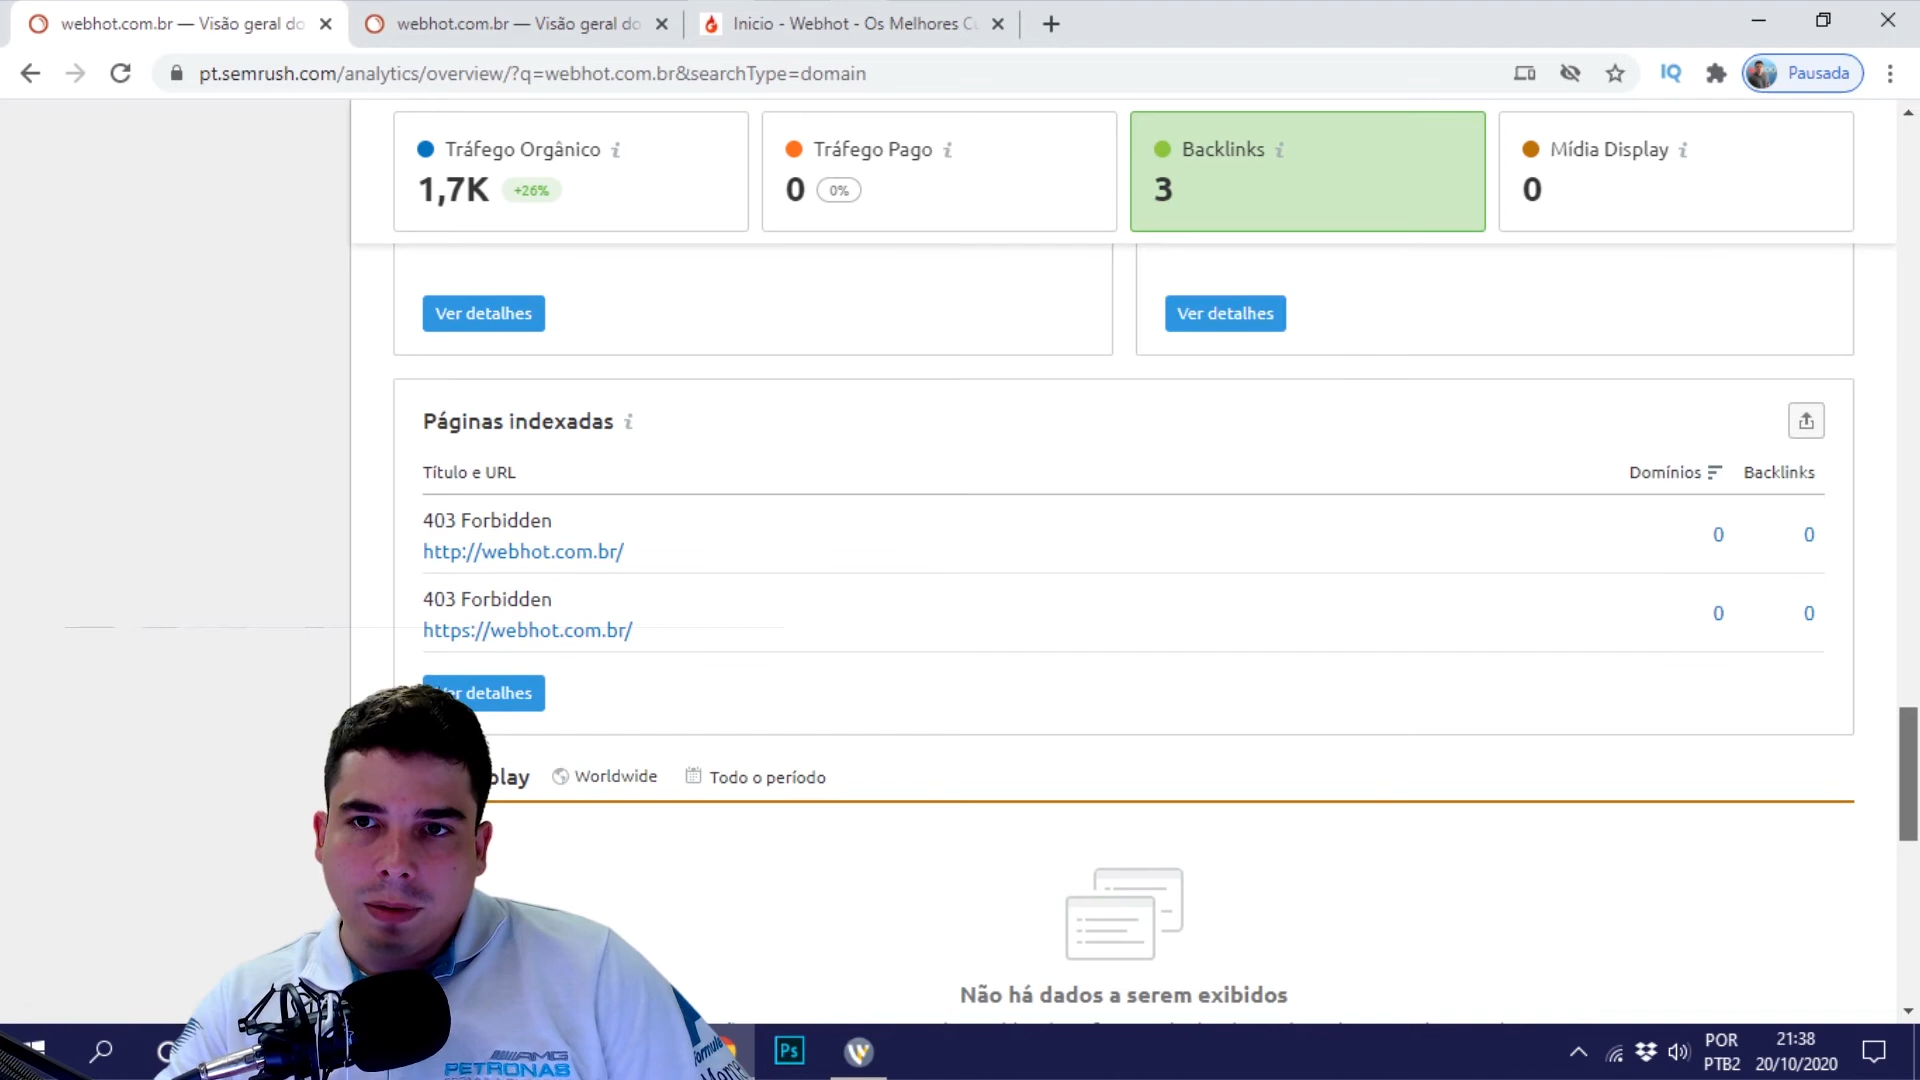 webhot.com.br — Visão geral do
webhot.com.br — Visão geral do
Inicio - Webhot - Os Melhores C
pt.semrush.com/analytics/overview/?q=webhot.com.br&searchType=domain
IQ
Pausada
Tráfego Orgânico
1,7K
+26%
Tráfego Pago
0
0%
Backlinks
3
Mídia Display
0
Ver detalhes
Ver detalhes
Páginas indexadas
Título e URL
Domínios
Backlinks
403 Forbidden
http://webhot.com.br/
0
0
403 Forbidden
https://webhot.com.br/
0
0
detalhes
play
Worldwide
Todo o período
Não há dados a serem exibidos
AMG
PETRONAS
Ps
POR
PTB2
21:38
20/10/2020